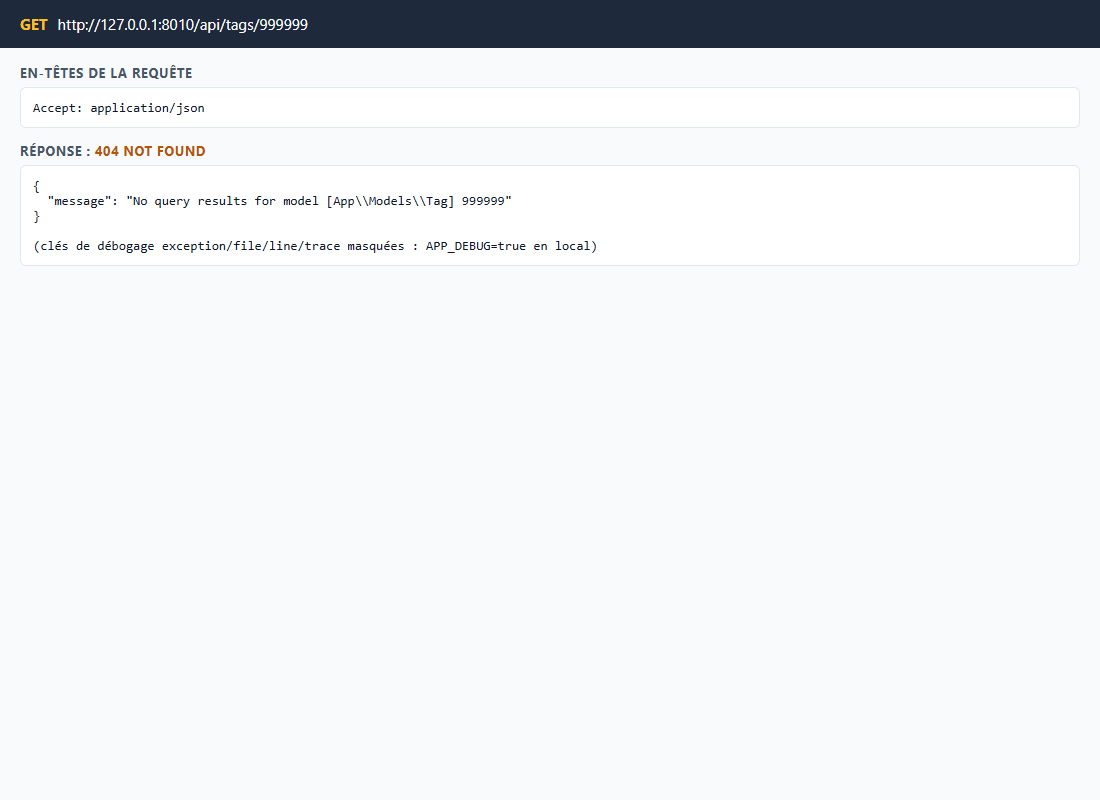 GET http://127.0.0.1:8010/api/tags/999999
EN-TÊTES DE LA REQUÊTE
Accept: application/json
RÉPONSE : 404 NOT FOUND
{
  "message": "No query results for model [App\\Models\\Tag] 999999"
}
(clés de débogage exception/file/line/trace masquées : APP_DEBUG=true en local)